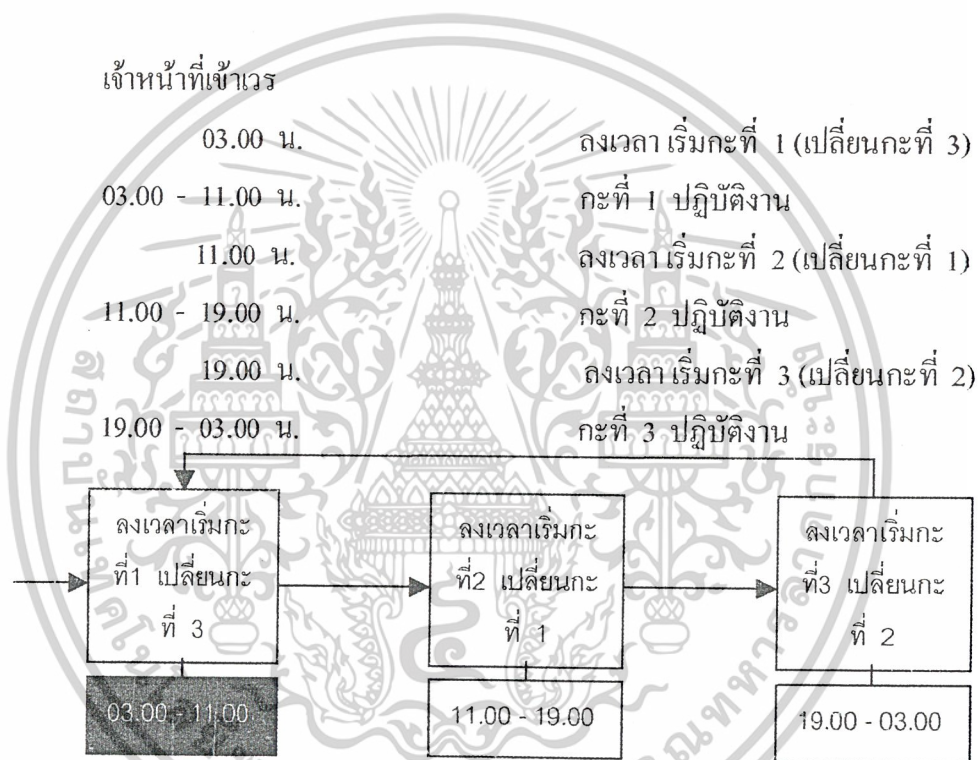 เจ้าหน้าที่เข้าเวร
03.00 น. ลงเวลา เริ่มกะที่ 1 (เปลี่ยนกะที่ 3)
03.00 - 11.00 น. กะที่ 1 ปฏิบัติงาน
11.00 น. ลงเวลา เริ่มกะที่ 2 (เปลี่ยนกะที่ 1)
11.00 - 19.00 น. กะที่ 2 ปฏิบัติงาน
19.00 น. ลงเวลา เริ่มกะที่ 3 (เปลี่ยนกะที่ 2)
19.00 - 03.00 น. กะที่ 3 ปฏิบัติงาน
ลงเวลาเริ่มกะ
ที่1 เปลี่ยนกะ
ที่ 3
03.00 - 11.00
ลงเวลาเริ่มกะ
ที่2 เปลี่ยนกะ
ที่ 1
11.00 - 19.00
ลงเวลาเริ่มกะ
ที่3 เปลี่ยนกะ
ที่ 2
19.00 - 03.00